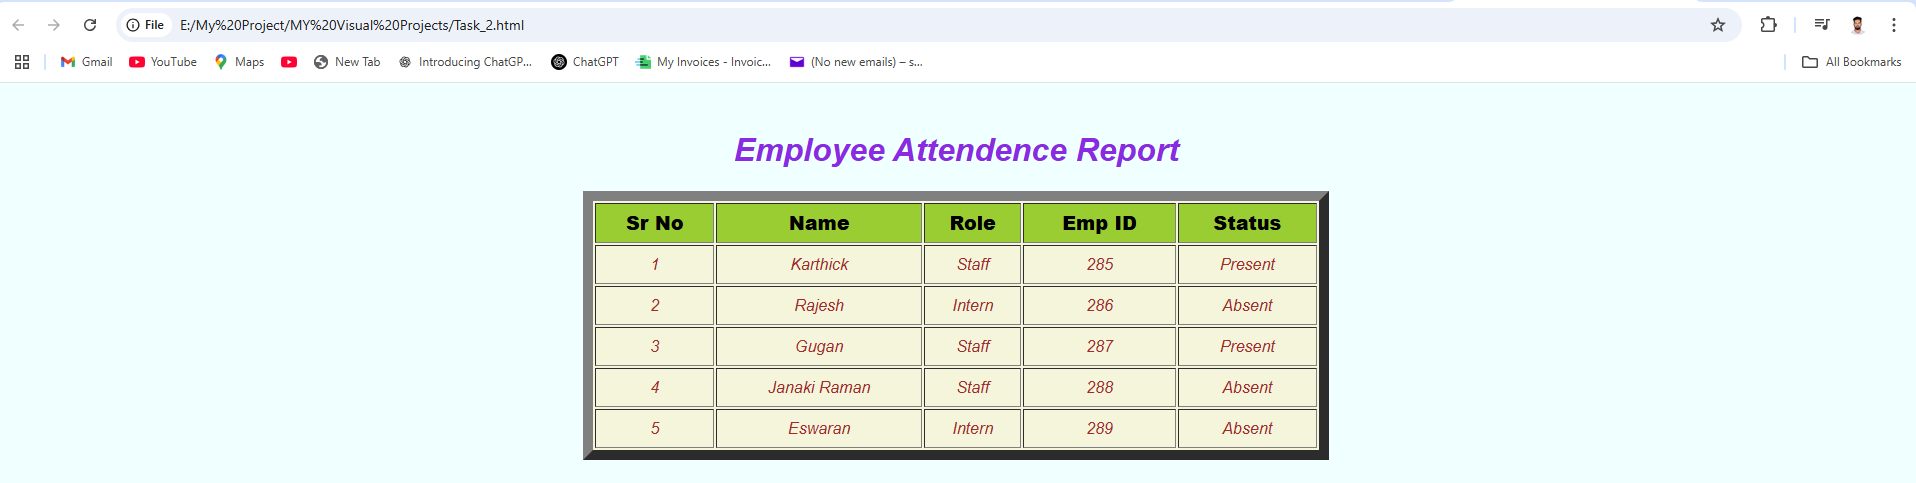 File E:/My%20Project/MY%20Visual%20Projects/Task_2.html
Gmail YouTube Maps New Tab Introducing ChatGP... ChatGPT My Invoices - Invoic... (No new emails) – s... All Bookmarks
Employee Attendence Report
Sr No Name Role Emp ID Status
1 Karthick Staff 285 Present
2 Rajesh Intern 286 Absent
3 Gugan Staff 287 Present
4 Janaki Raman Staff 288 Absent
5 Eswaran Intern 289 Absent